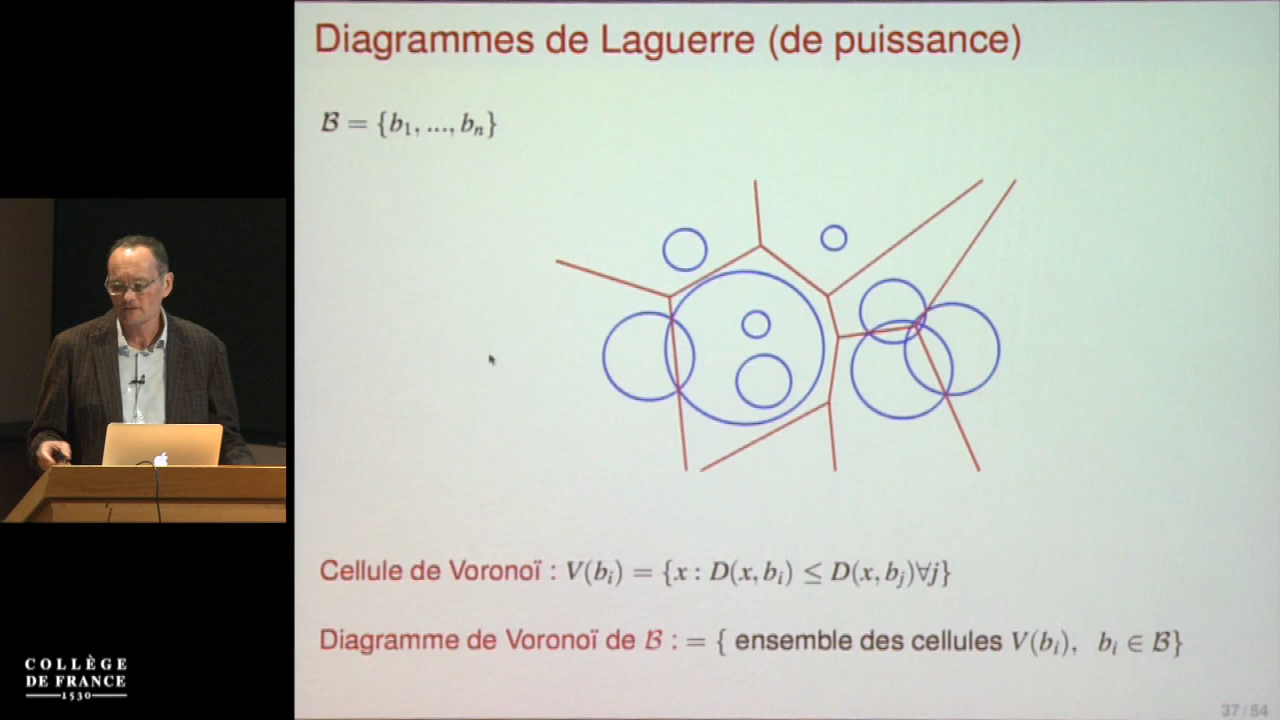 Diagrammes de Laguerre (de puissance)
ℬ = {b₁, ..., bₙ}
Cellule de Voronoï : V(bᵢ) = {x : D(x, bᵢ) ≤ D(x, bⱼ)∀j}
Diagramme de Voronoï de ℬ : = { ensemble des cellules V(bᵢ), bᵢ ∈ ℬ}
COLLÈGE
DE FRANCE
1530
37/64